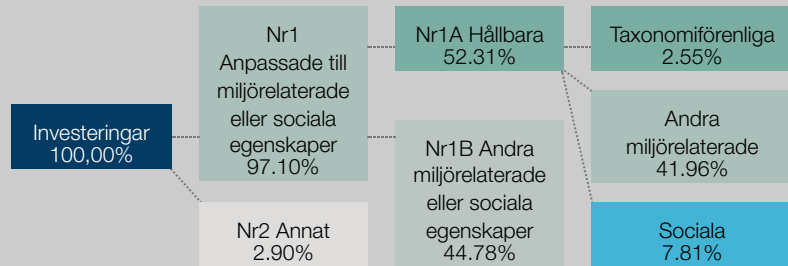 Investeringar
100,00%
Nr1
Anpassade till
miljörelaterade
eller sociala
egenskaper
97.10%
Nr2 Annat
2.90%
Nr1A Hållbara
52.31%
Nr1B Andra
miljörelaterade
eller sociala
egenskaper
44.78%
Taxonomiförenliga
2.55%
Andra
miljörelaterade
41.96%
Sociala
7.81%